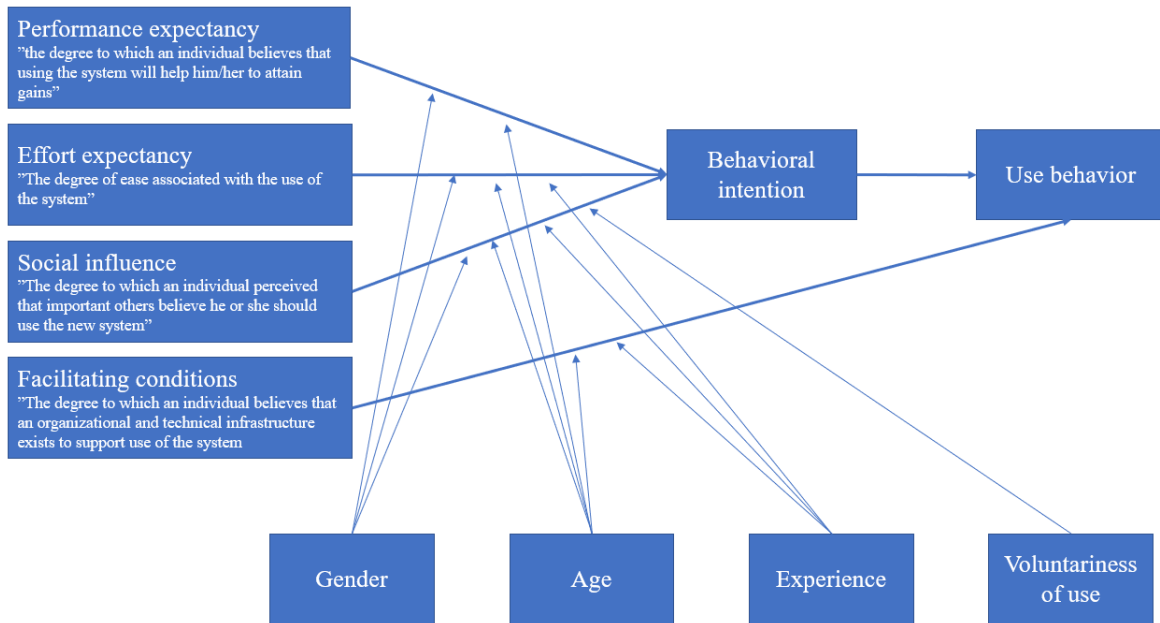 Performance expectancy
”the degree to which an individual believes that
using the system will help him/her to attain
gains”
Effort expectancy
”The degree of ease associated with the use of
the system”
Social influence
”The degree to which an individual perceived
that important others believe he or she should
use the new system”
Facilitating conditions
”The degree to which an individual believes that
an organizational and technical infrastructure
exists to support use of the system
Behavioral
intention
Use behavior
Gender
Age
Experience
Voluntariness
of use